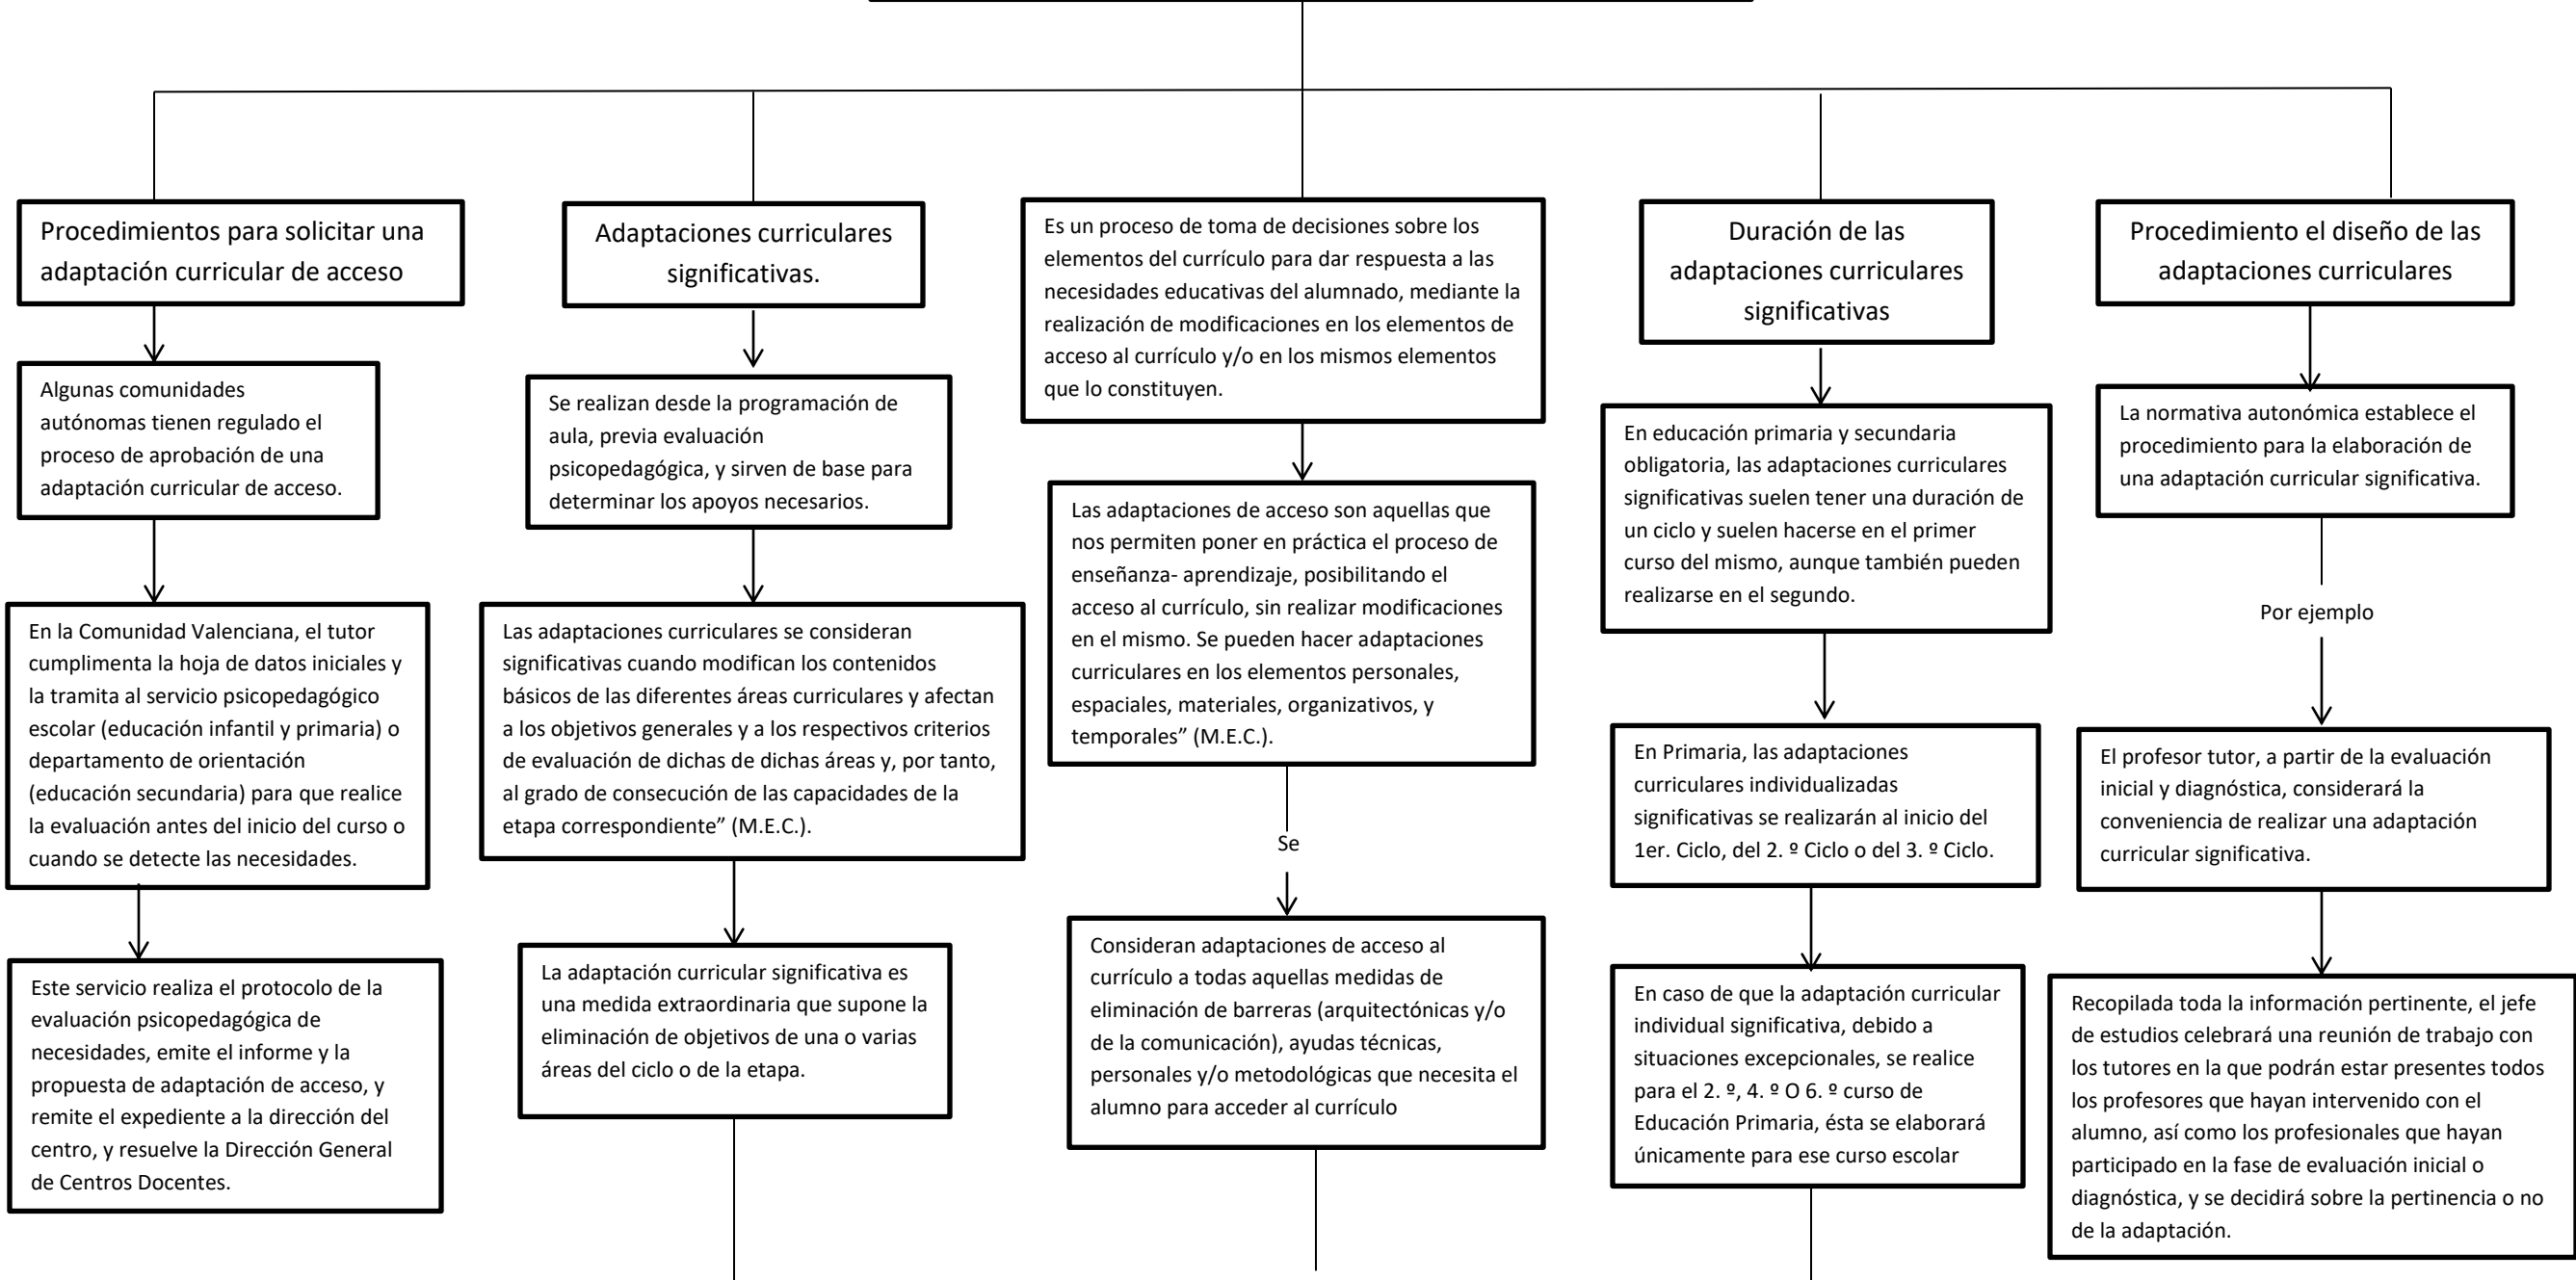 Procedimientos para solicitar una
adaptación curricular de acceso
Algunas comunidades
autónomas tienen regulado el
proceso de aprobación de una
adaptación curricular de acceso.
En la Comunidad Valenciana, el tutor
cumplimenta la hoja de datos iniciales y
la tramita al servicio psicopedagógico
escolar (educación infantil y primaria) o
departamento de orientación
(educación secundaria) para que realice
la evaluación antes del inicio del curso o
cuando se detecte las necesidades.
Este servicio realiza el protocolo de la
evaluación psicopedagógica de
necesidades, emite el informe y la
propuesta de adaptación de acceso, y
remite el expediente a la dirección del
centro, y resuelve la Dirección General
de Centros Docentes.
Adaptaciones curriculares
significativas.
Se realizan desde la programación de
aula, previa evaluación
psicopedagógica, y sirven de base para
determinar los apoyos necesarios.
Las adaptaciones curriculares se consideran
significativas cuando modifican los contenidos
básicos de las diferentes áreas curriculares y afectan
a los objetivos generales y a los respectivos criterios
de evaluación de dichas de dichas áreas y, por tanto,
al grado de consecución de las capacidades de la
etapa correspondiente” (M.E.C.).
La adaptación curricular significativa es
una medida extraordinaria que supone la
eliminación de objetivos de una o varias
áreas del ciclo o de la etapa.
Es un proceso de toma de decisiones sobre los
elementos del currículo para dar respuesta a las
necesidades educativas del alumnado, mediante la
realización de modificaciones en los elementos de
acceso al currículo y/o en los mismos elementos
que lo constituyen.
Las adaptaciones de acceso son aquellas que
nos permiten poner en práctica el proceso de
enseñanza- aprendizaje, posibilitando el
acceso al currículo, sin realizar modificaciones
en el mismo. Se pueden hacer adaptaciones
curriculares en los elementos personales,
espaciales, materiales, organizativos, y
temporales” (M.E.C.).
Se
Consideran adaptaciones de acceso al
currículo a todas aquellas medidas de
eliminación de barreras (arquitectónicas y/o
de la comunicación), ayudas técnicas,
personales y/o metodológicas que necesita el
alumno para acceder al currículo
Duración de las
adaptaciones curriculares
significativas
En educación primaria y secundaria
obligatoria, las adaptaciones curriculares
significativas suelen tener una duración de
un ciclo y suelen hacerse en el primer
curso del mismo, aunque también pueden
realizarse en el segundo.
En Primaria, las adaptaciones
curriculares individualizadas
significativas se realizarán al inicio del
1er. Ciclo, del 2. º Ciclo o del 3. º Ciclo.
En caso de que la adaptación curricular
individual significativa, debido a
situaciones excepcionales, se realice
para el 2. º, 4. º O 6. º curso de
Educación Primaria, ésta se elaborará
únicamente para ese curso escolar
Procedimiento el diseño de las
adaptaciones curriculares
La normativa autonómica establece el
procedimiento para la elaboración de
una adaptación curricular significativa.
Por ejemplo
El profesor tutor, a partir de la evaluación
inicial y diagnóstica, considerará la
conveniencia de realizar una adaptación
curricular significativa.
Recopilada toda la información pertinente, el jefe
de estudios celebrará una reunión de trabajo con
los tutores en la que podrán estar presentes todos
los profesores que hayan intervenido con el
alumno, así como los profesionales que hayan
participado en la fase de evaluación inicial o
diagnóstica, y se decidirá sobre la pertinencia o no
de la adaptación.